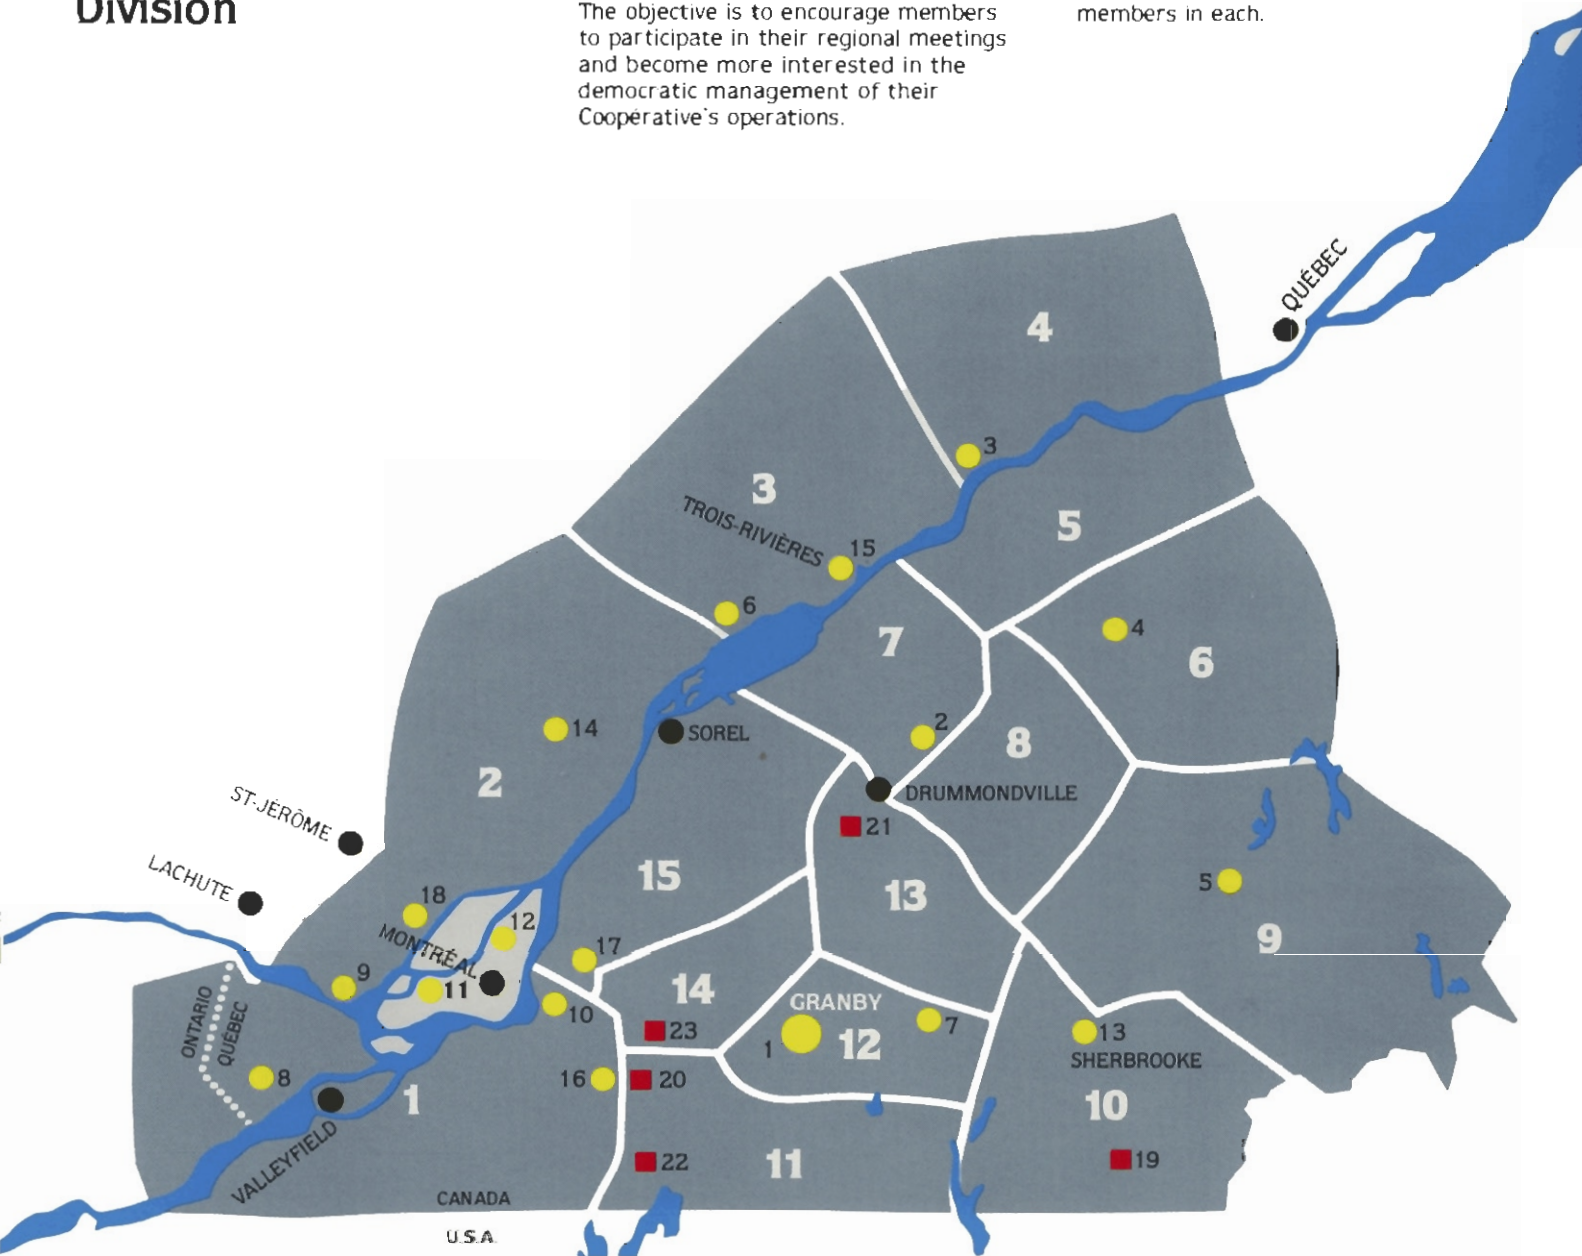 Division
The objective is to encourage members
to participate in their regional meetings
and become more interested in the
democratic management of their
Coopérative's operations.
members in each.
QUÉBEC
4
3
3
TROIS-RIVIÈRES
5
15
6
7
4
6
2
14
SOREL
8
2
DRUMMONDVILLE
ST-JÉRÔME
21
LACHUTE
15
13
5
18
12
MONTRÉAL
9
17
9
11
14
GRANBY
10
ONTARIO
QUÉBEC
23
1
12
7
13
SHERBROOKE
8
16
20
1
10
VALLEYFIELD
22
11
19
CANADA
U.S.A.